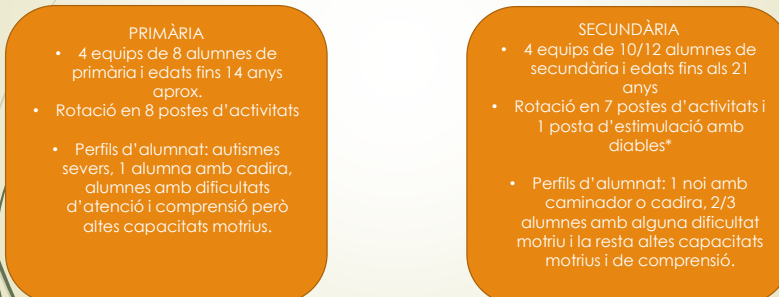 PRIMÀRIA
• 4 equips de 8 alumnes de
primària i edats fins 14 anys
aprox.
• Rotació en 8 postes d'activitats
• Perfils d'alumnat: autismes
severs, 1 alumna amb cadira,
alumnes amb dificultats
d'atenció i comprensió però
altes capacitats motrius.
SECUNDÀRIA
• 4 equips de 10/12 alumnes de
secundària i edats fins als 21
anys
• Rotació en 7 postes d'activitats i
1 posta d'estimulació amb
diables*
• Perfils d'alumnat: 1 noi amb
caminador o cadira, 2/3
alumnes amb alguna dificultat
motriu i la resta altes capacitats
motrius i de comprensió.